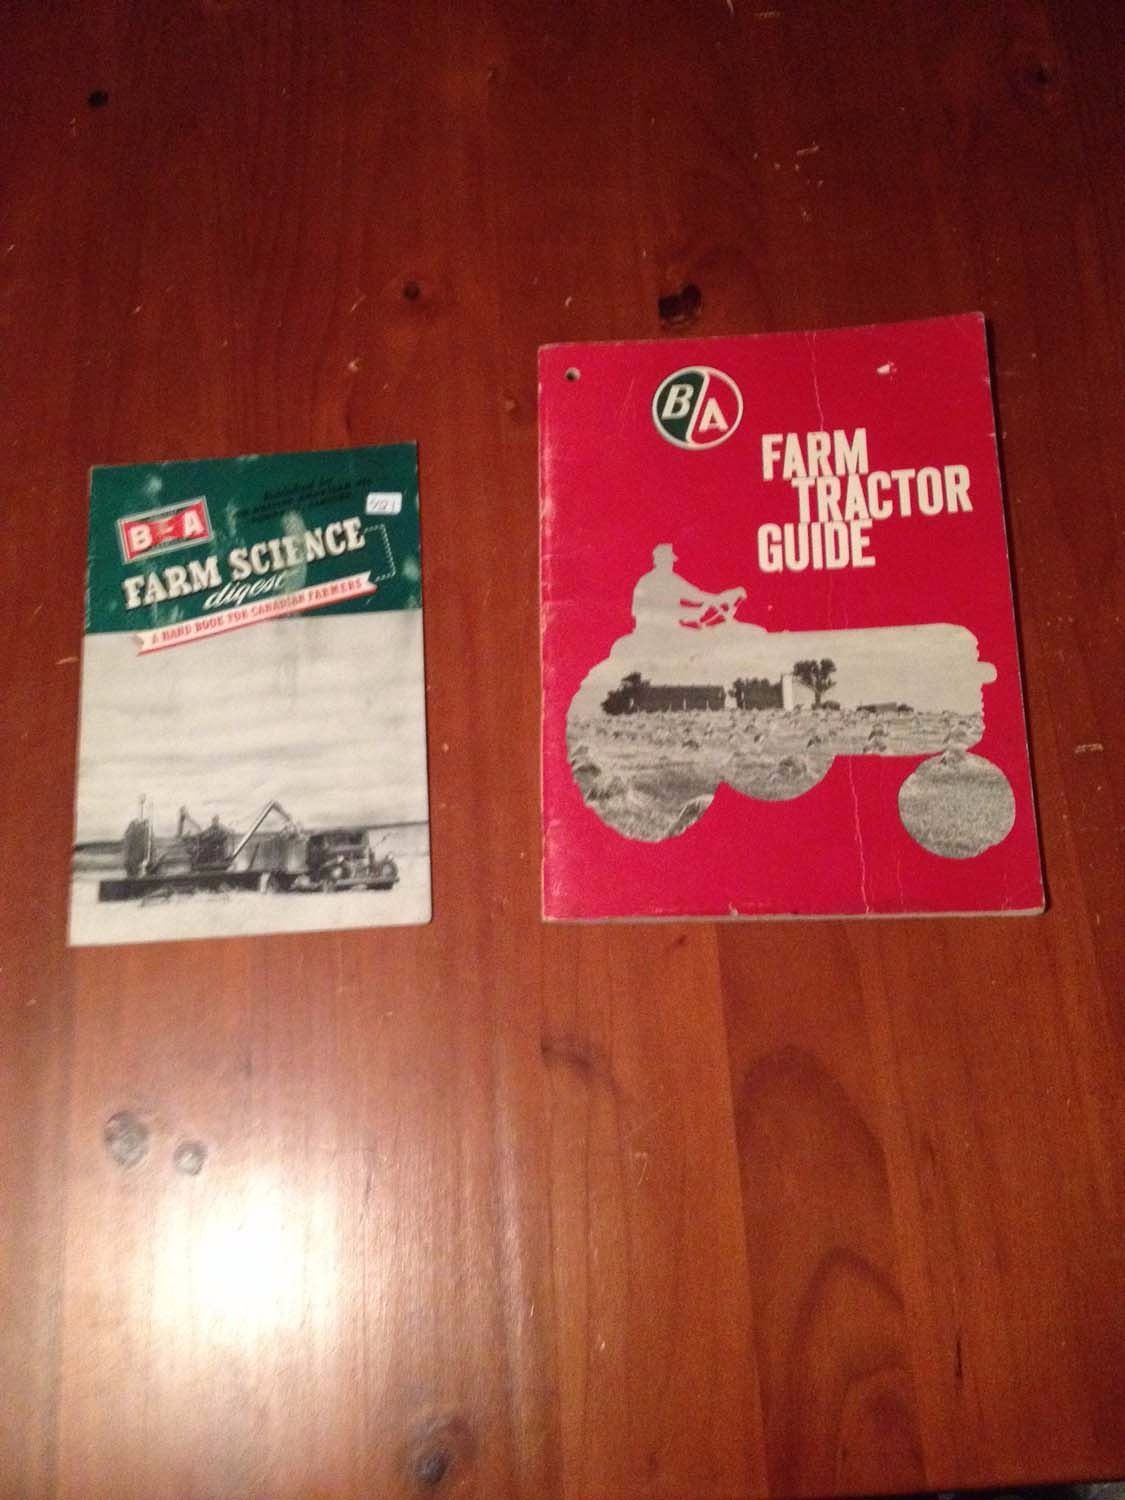 B A
FARM SCIENCE
digest
A HAND BOOK FOR CANADIAN FARMERS
B/A
FARM
TRACTOR
GUIDE